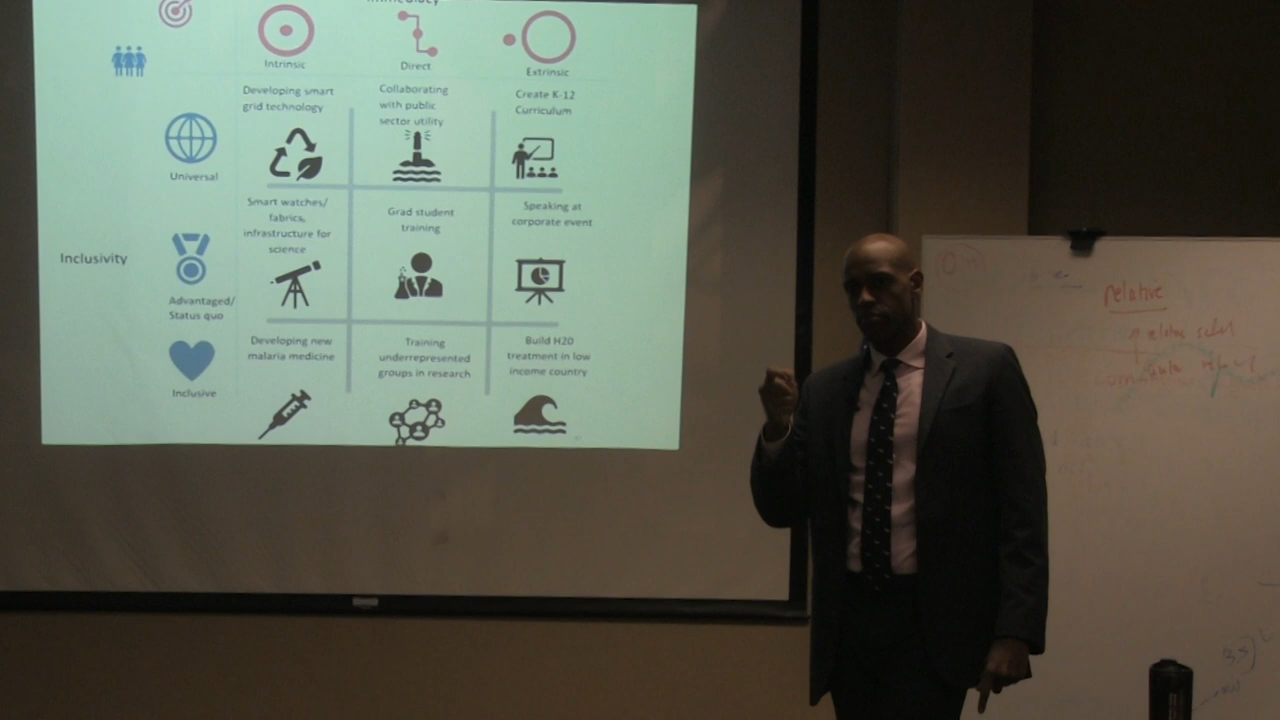 Immediacy
Intrinsic
Direct
Extrinsic
Developing smart
grid technology
Collaborating
with public
sector utility
Create K-12
Curriculum
Universal
Smart watches/
fabrics,
infrastructure for
science
Grad student
training
Speaking at
corporate event
Inclusivity
Advantaged/
Status quo
Developing new
malaria medicine
Training
underrepresented
groups in research
Build H20
treatment in low
income country
Inclusive
relative